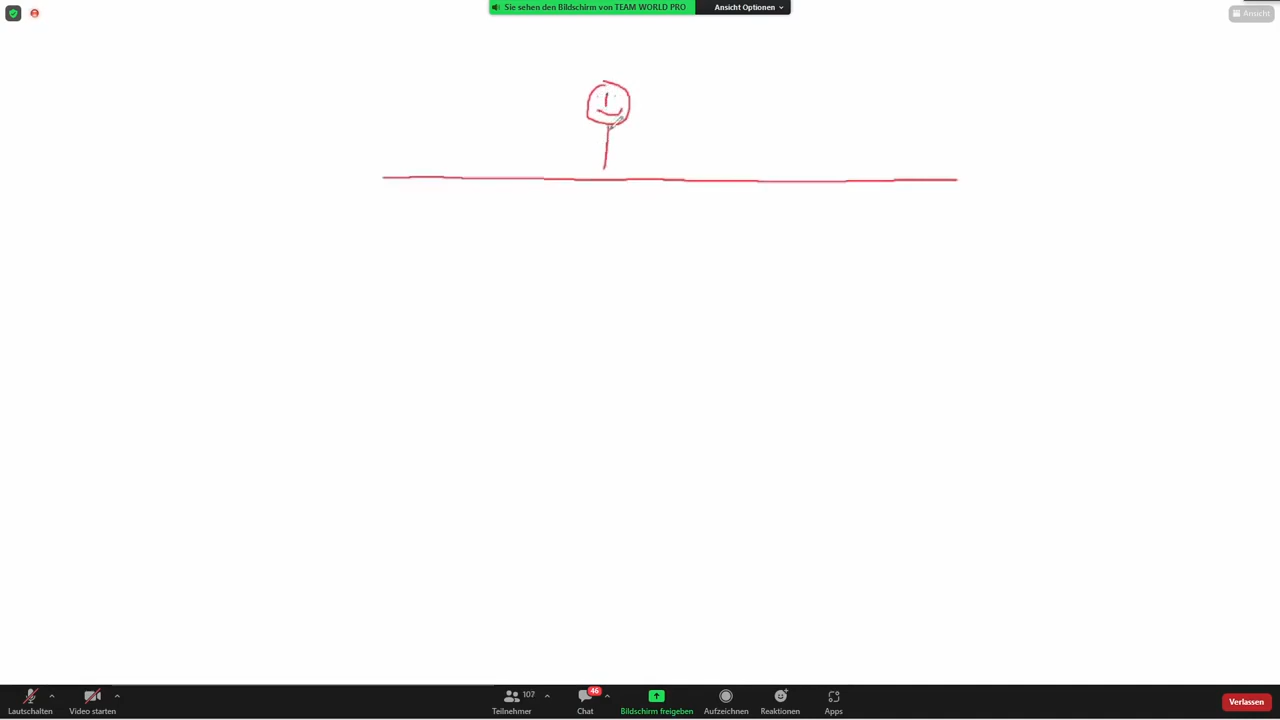 Sie sehen den Bildschirm von TEAM WORLD PRO Ansicht Optionen
Ansicht
107
46
Lautschalten Video starten Teilnehmer Chat Bildschirm freigeben Aufzeichnen Reaktionen Apps Verlassen